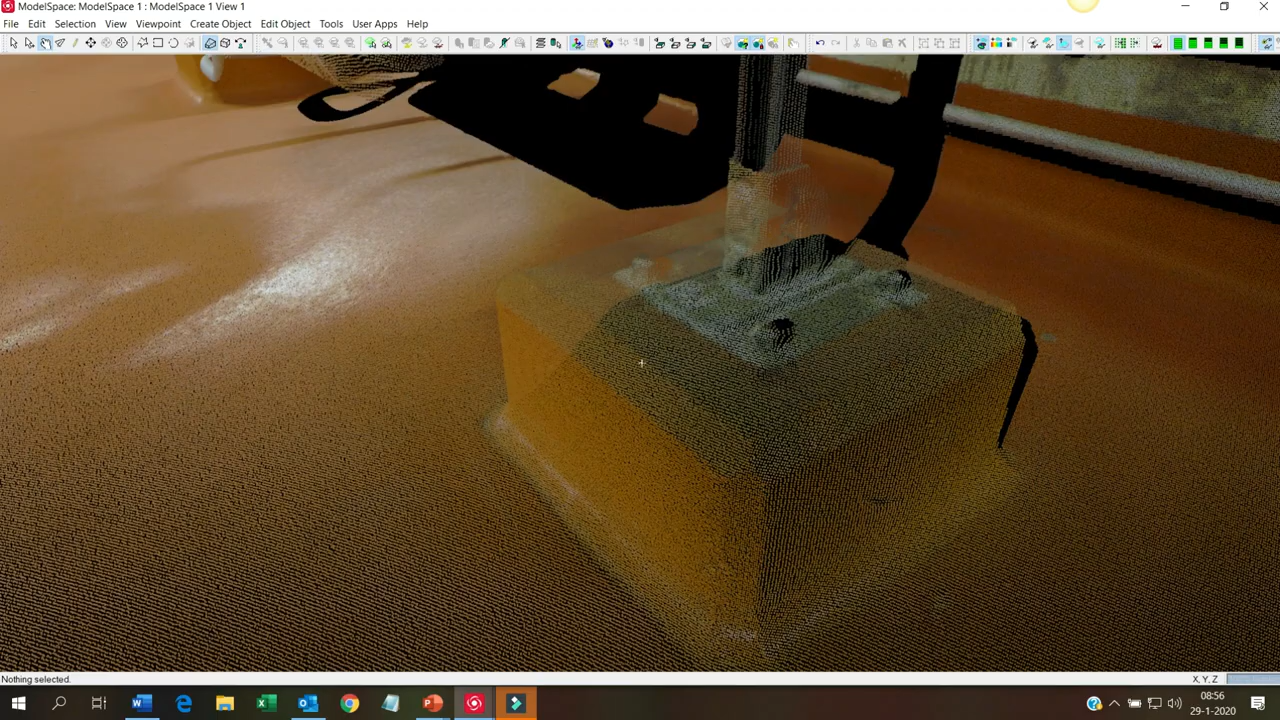 ModelSpace: ModelSpace 1 : ModelSpace 1 View 1
File Edit Selection View Viewpoint Create Object Edit Object Tools User Apps Help
Nothing selected.
X, Y, Z
08:56
29-1-2020